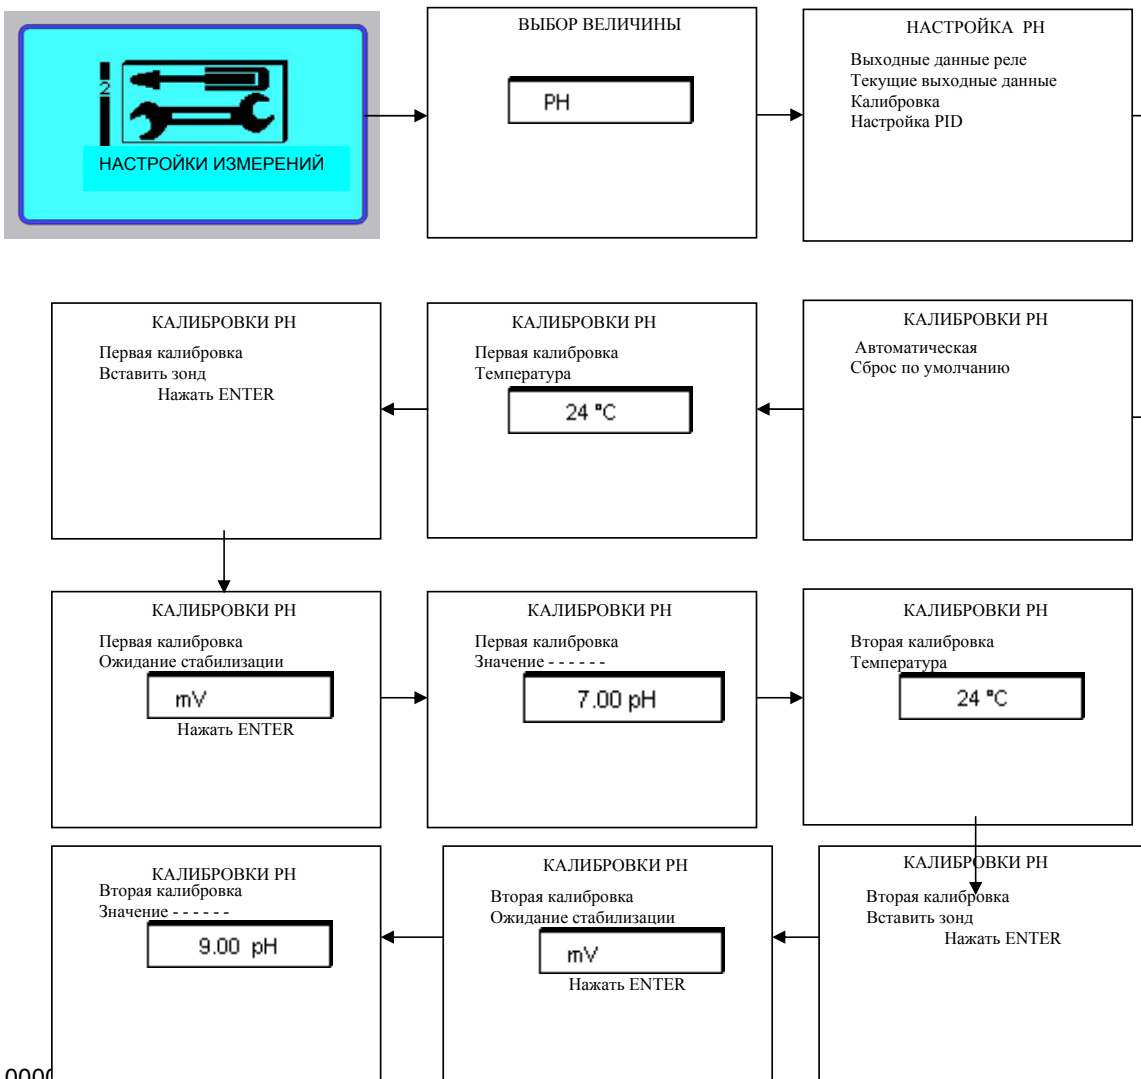 2
НАСТРОЙКИ ИЗМЕРЕНИЙ
ВЫБОР ВЕЛИЧИНЫ
PH
НАСТРОЙКА PH
Выходные данные реле
Текущие выходные данные
Калибровка
Настройка PID
КАЛИБРОВКИ PH
Автоматическая
Сброс по умолчанию
КАЛИБРОВКИ PH
Первая калибровка
Температура
24 °C
КАЛИБРОВКИ PH
Первая калибровка
Вставить зонд
Нажать ENTER
КАЛИБРОВКИ PH
Первая калибровка
Ожидание стабилизации
mV
Нажать ENTER
КАЛИБРОВКИ PH
Первая калибровка
Значение - - - - - -
7.00 pH
КАЛИБРОВКИ PH
Вторая калибровка
Температура
24 °C
КАЛИБРОВКИ PH
Вторая калибровка
Вставить зонд
Нажать ENTER
КАЛИБРОВКИ PH
Вторая калибровка
Ожидание стабилизации
mV
Нажать ENTER
КАЛИБРОВКИ PH
Вторая калибровка
Значение - - - - - -
9.00 pH